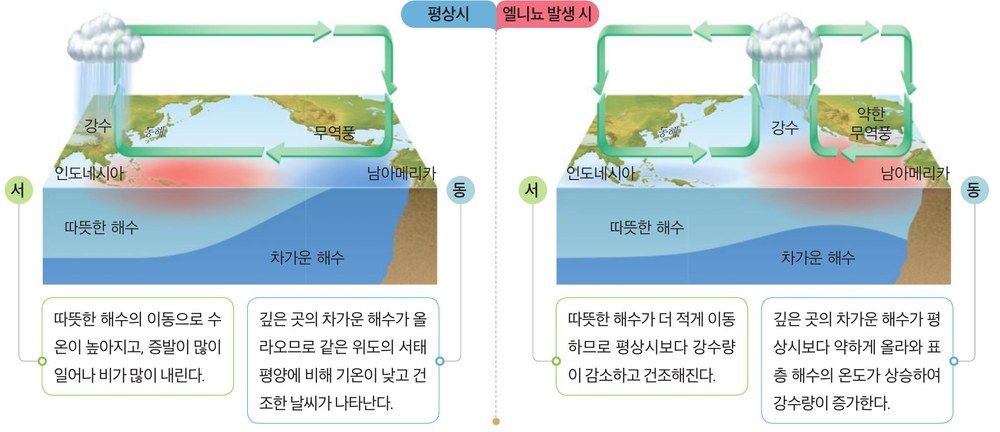 평상시
엘니뇨 발생 시
강수
동해
무역풍
인도네시아
남아메리카
서
동
따뜻한 해수
차가운 해수
따뜻한 해수의 이동으로 수
온이 높아지고, 증발이 많이
일어나 비가 많이 내린다.
깊은 곳의 차가운 해수가 올
라오므로 같은 위도의 서태
평양에 비해 기온이 낮고 건
조한 날씨가 나타난다.
동해
강수
약한
무역풍
인도네시아
남아메리카
서
동
따뜻한 해수
차가운 해수
따뜻한 해수가 더 적게 이동
하므로 평상시보다 강수량
이 감소하고 건조해진다.
깊은 곳의 차가운 해수가 평
상시보다 약하게 올라와 표
층 해수의 온도가 상승하여
강수량이 증가한다.